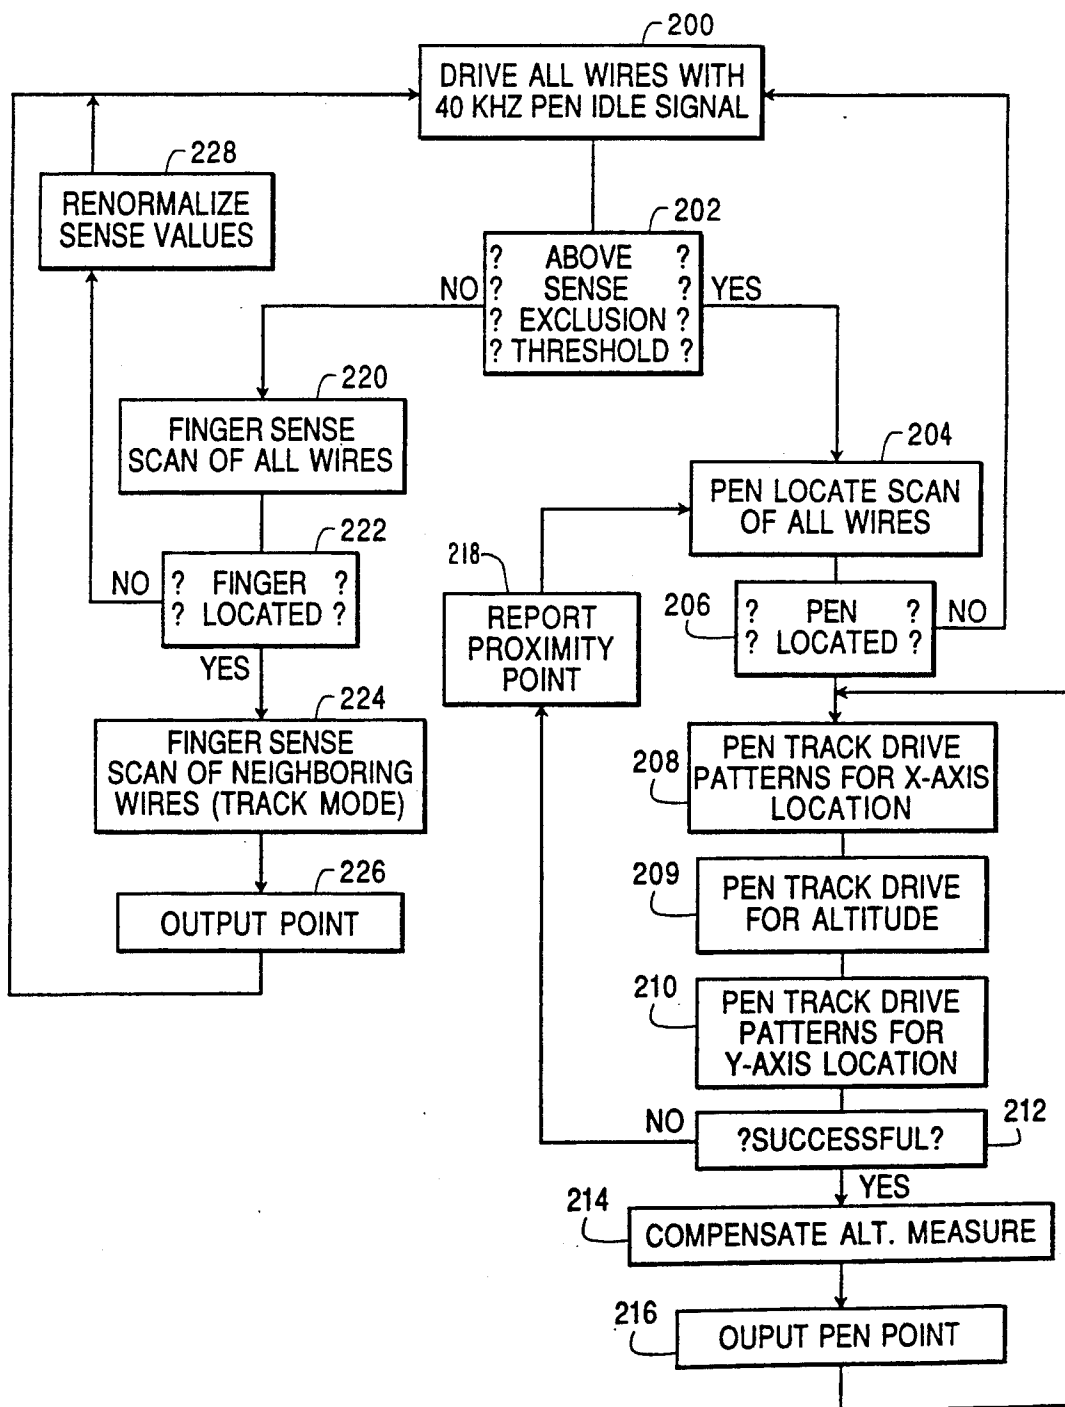 200
DRIVE ALL WIRES WITH
40 KHZ PEN IDLE SIGNAL
228
RENORMALIZE
SENSE VALUES
202
? ABOVE ?
? SENSE ?
? EXCLUSION ?
? THRESHOLD ?
NO
YES
220
FINGER SENSE
SCAN OF ALL WIRES
222
? FINGER ?
? LOCATED ?
NO
YES
224
FINGER SENSE
SCAN OF NEIGHBORING
WIRES (TRACK MODE)
226
OUTPUT POINT
204
PEN LOCATE SCAN
OF ALL WIRES
218
REPORT
PROXIMITY
POINT
206
? PEN ?
? LOCATED ?
NO
208
PEN TRACK DRIVE
PATTERNS FOR X-AXIS
LOCATION
209
PEN TRACK DRIVE
FOR ALTITUDE
210
PEN TRACK DRIVE
PATTERNS FOR
Y-AXIS LOCATION
NO
?SUCCESSFUL?
212
YES
214
COMPENSATE ALT. MEASURE
216
OUPUT PEN POINT